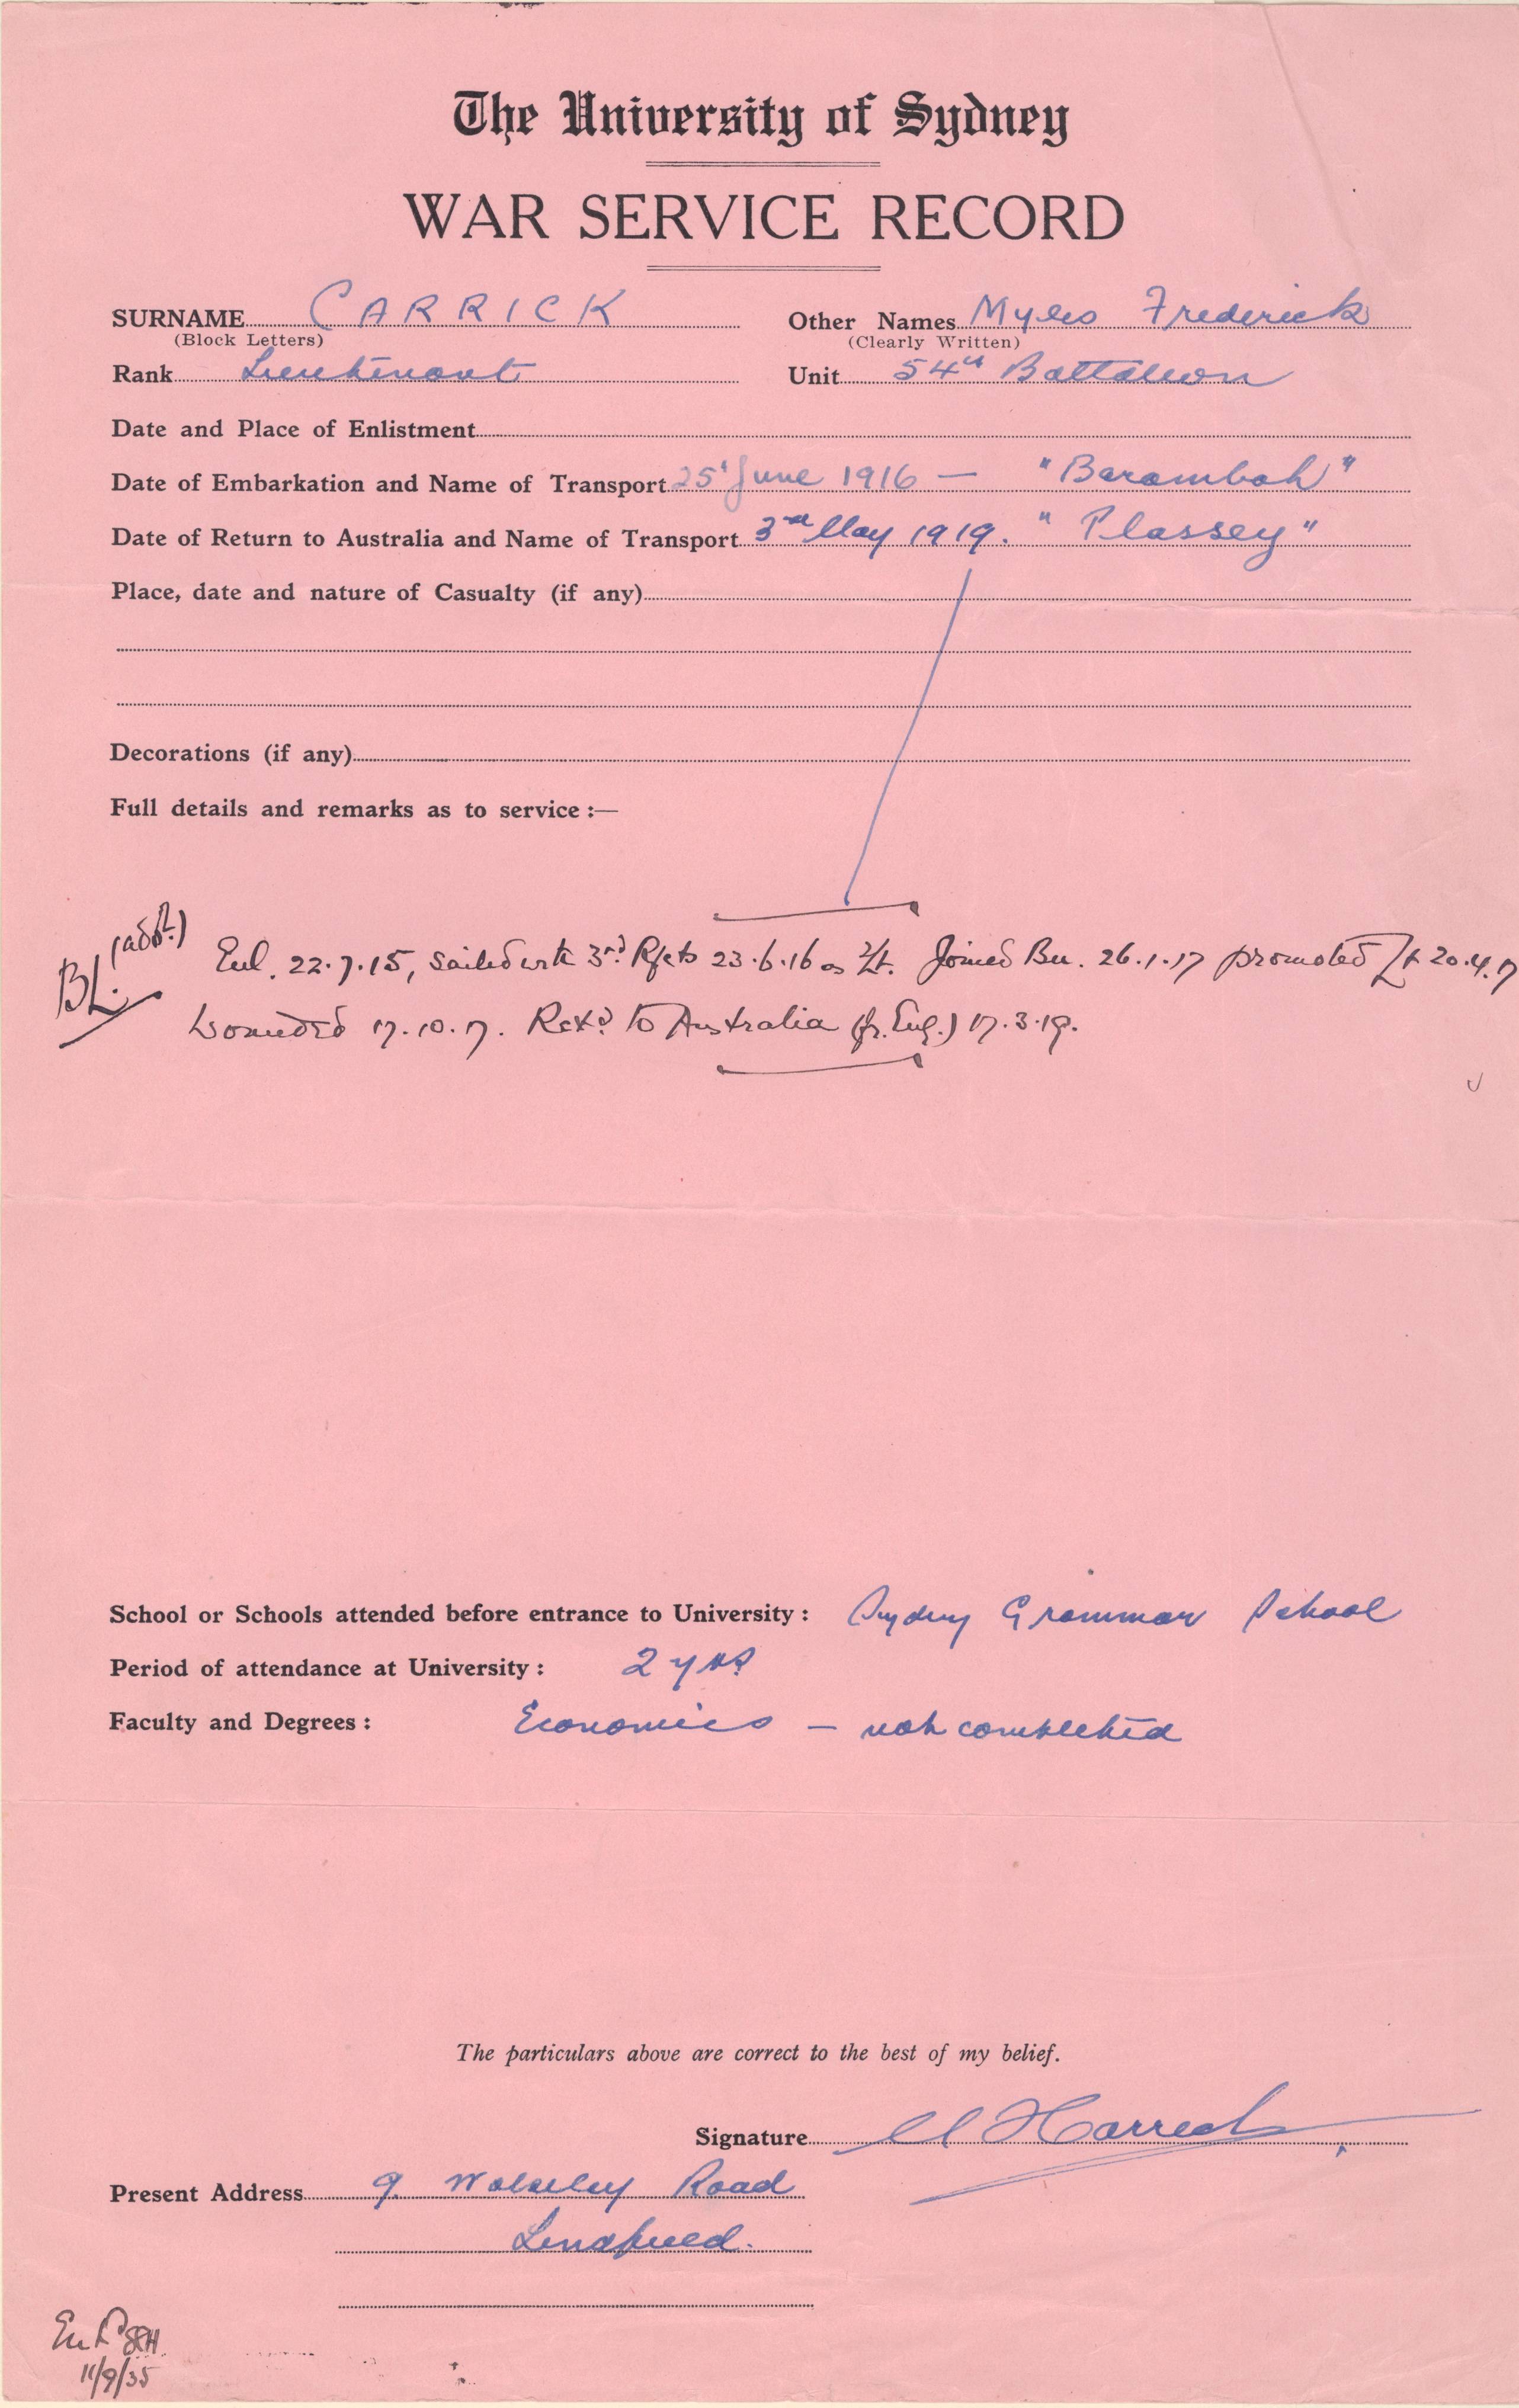 The University of Sydney
WAR SERVICE RECORD
SURNAME CARRICK Other Names Myles Frederick
(Block Letters) (Clearly Written)
Rank Lieutenant Unit 54th Battalion
Date and Place of Enlistment
Date of Embarkation and Name of Transport 25 June 1916 — "Barambah"
Date of Return to Australia and Name of Transport 3rd May 1919. "Plassey"
Place, date and nature of Casualty (if any)
Decorations (if any)
Full details and remarks as to service :—
BL. Enl. 22.7.15, sailed with 3rd Rfcts 23.6.16 as 2/Lt. Joined Bn. 26.1.17 promoted Lt 20.4.17
wounded 17.10.17. Retd to Australia (fr. Eng.) 17.3.19.
School or Schools attended before entrance to University : Sydney Grammar School
Period of attendance at University : 2 yrs
Faculty and Degrees : Economics — not completed
The particulars above are correct to the best of my belief.
Signature
Present Address 9 Wolseley Road
Lindfield.
11/9/35